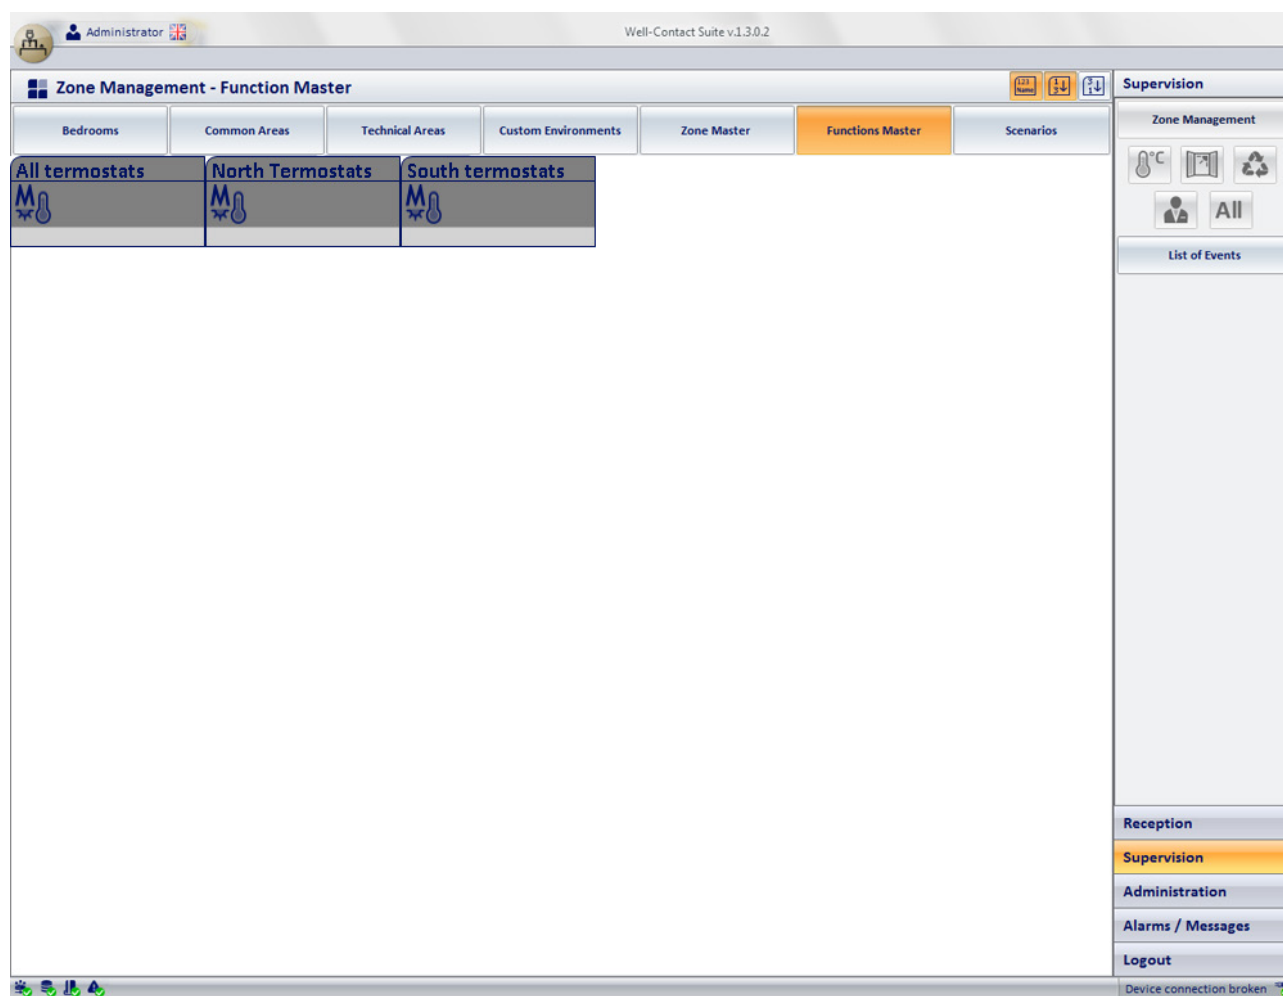 Administrator
Well-Contact Suite v.1.3.0.2
Zone Management - Function Master
123 Name
Supervision
Bedrooms
Common Areas
Technical Areas
Custom Environments
Zone Master
Functions Master
Scenarios
Zone Management
All termostats
North Termostats
South termostats
M
M
M
°C
All
List of Events
Reception
Supervision
Administration
Alarms / Messages
Logout
Device connection broken